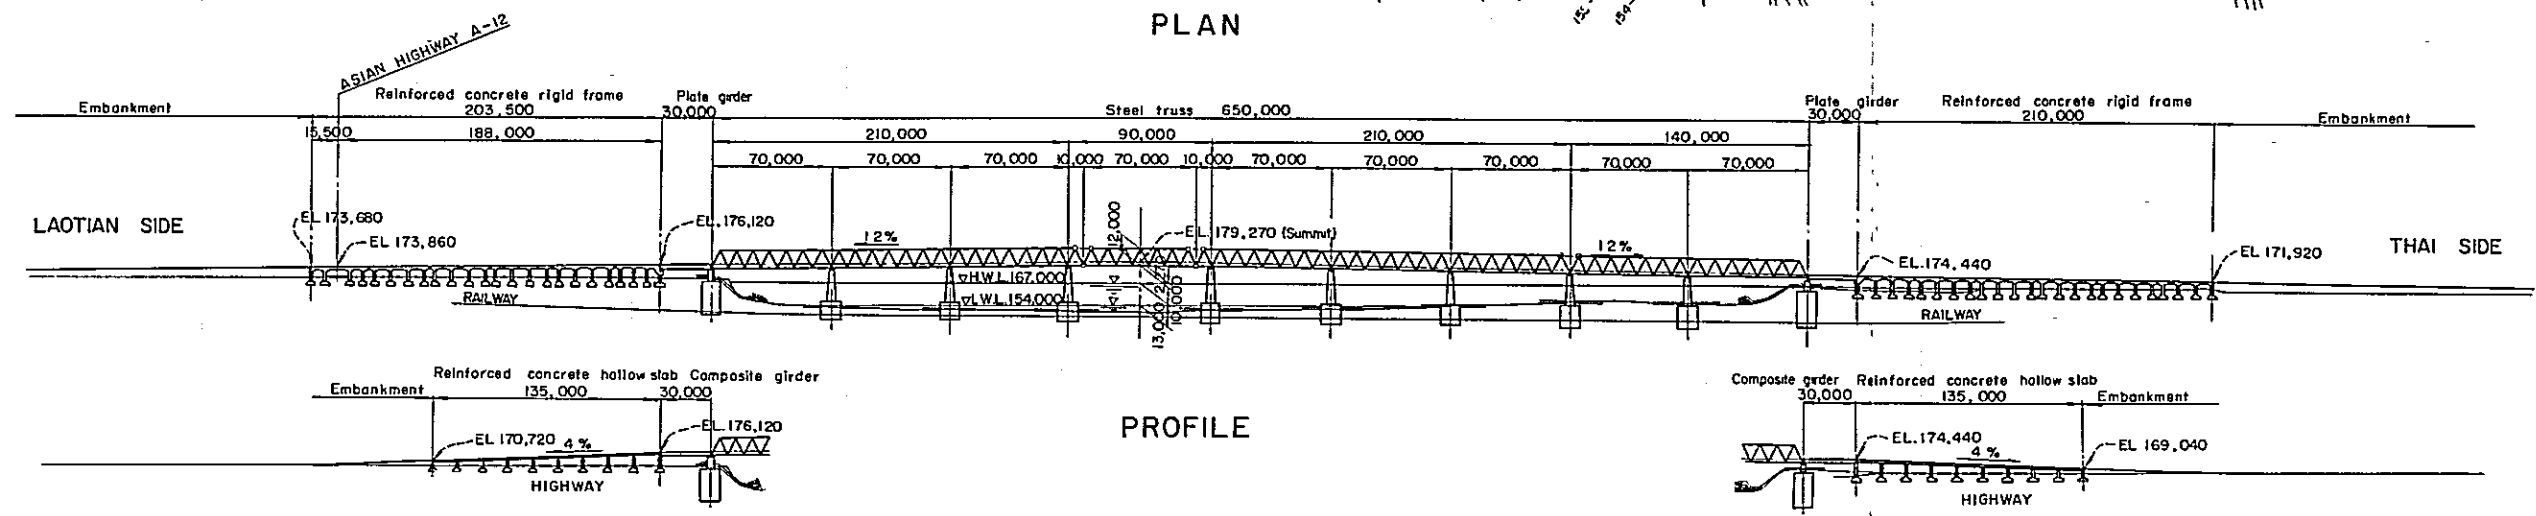 PLAN
153
154
ASIAN HIGHWAY A-12
Embankment
Reinforced concrete rigid frame
203,500
Plate girder
30,000
Steel truss 650,000
Plate girder
30,000
Reinforced concrete rigid frame
210,000
Embankment
15,500 188,000
210,000 90,000 210,000 140,000
70,000 70,000 70,000 10,000 70,000 10,000 70,000 70,000 70,000 70,000 70,000
LAOTIAN SIDE
EL 173,680
EL 173,860
EL. 176,120
12%
12,000
EL. 179,270 (Summit)
12%
EL. 174,440
EL 171,920
THAI SIDE
▽H.W.L. 167,000
▽L.W.L. 154,000
13,000
10,000
RAILWAY
RAILWAY
Embankment
Reinforced concrete hollow slab
135,000
Composite girder
30,000
EL 170,720
4%
EL. 176,120
HIGHWAY
PROFILE
Composite girder
30,000
Reinforced concrete hollow slab
135,000
Embankment
EL. 174,440
4%
EL 169,040
HIGHWAY